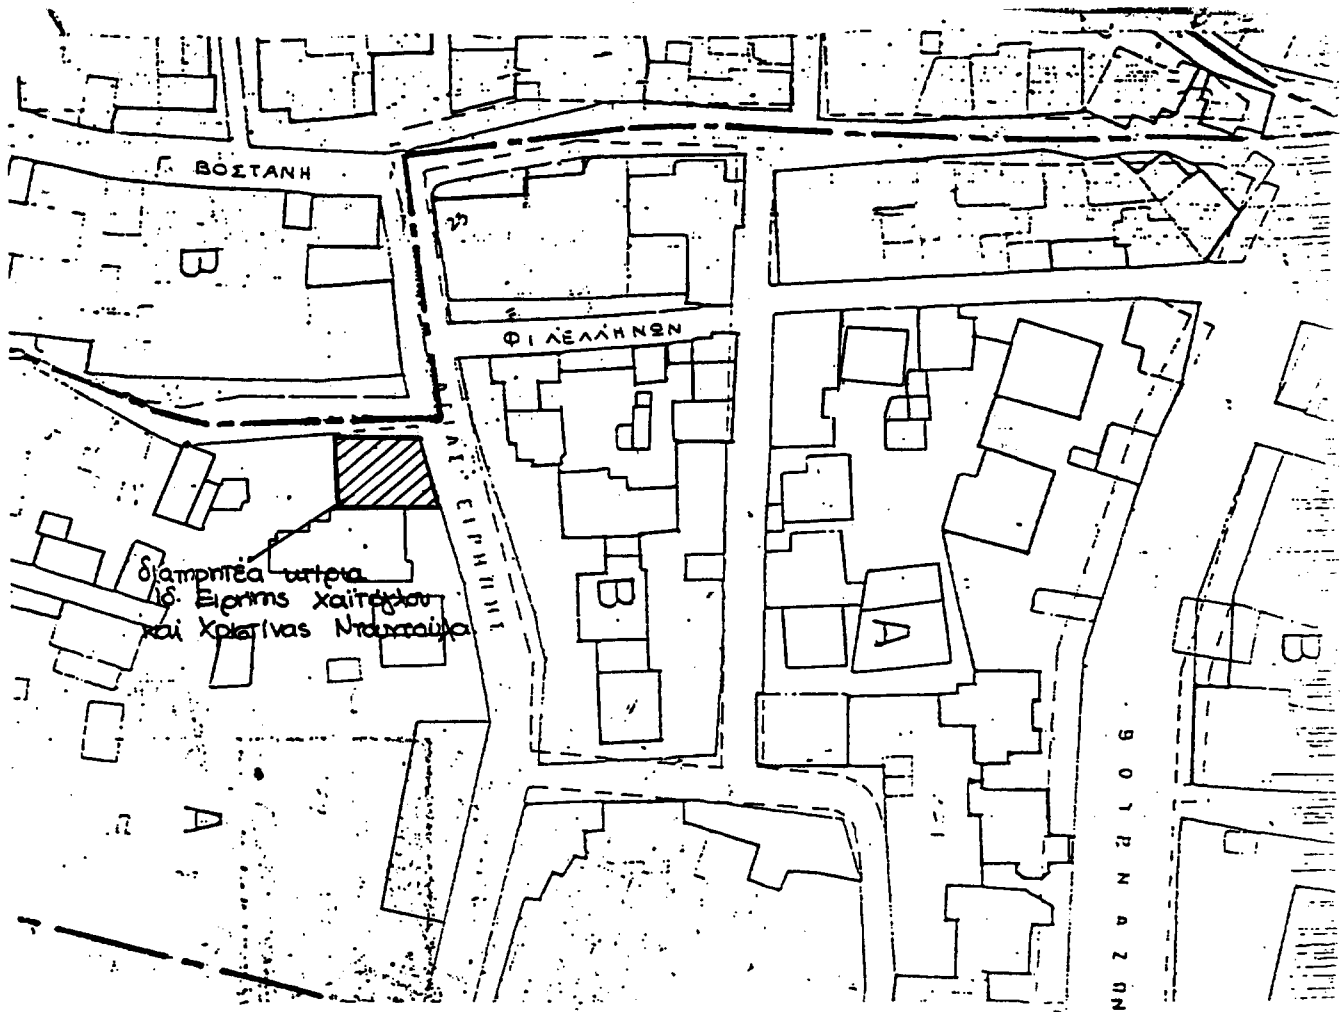 Γ. ΒΟΣΤΑΝΗ
Β
ΦΙΛΕΛΛΗΝΩΝ
ΕΙΡΗΝΗΣ
διατηρητέα κτίρια
ιδ. Ειρήνης Χαϊτόγλου
και Χριστίνας
Β
Α
Β
Α